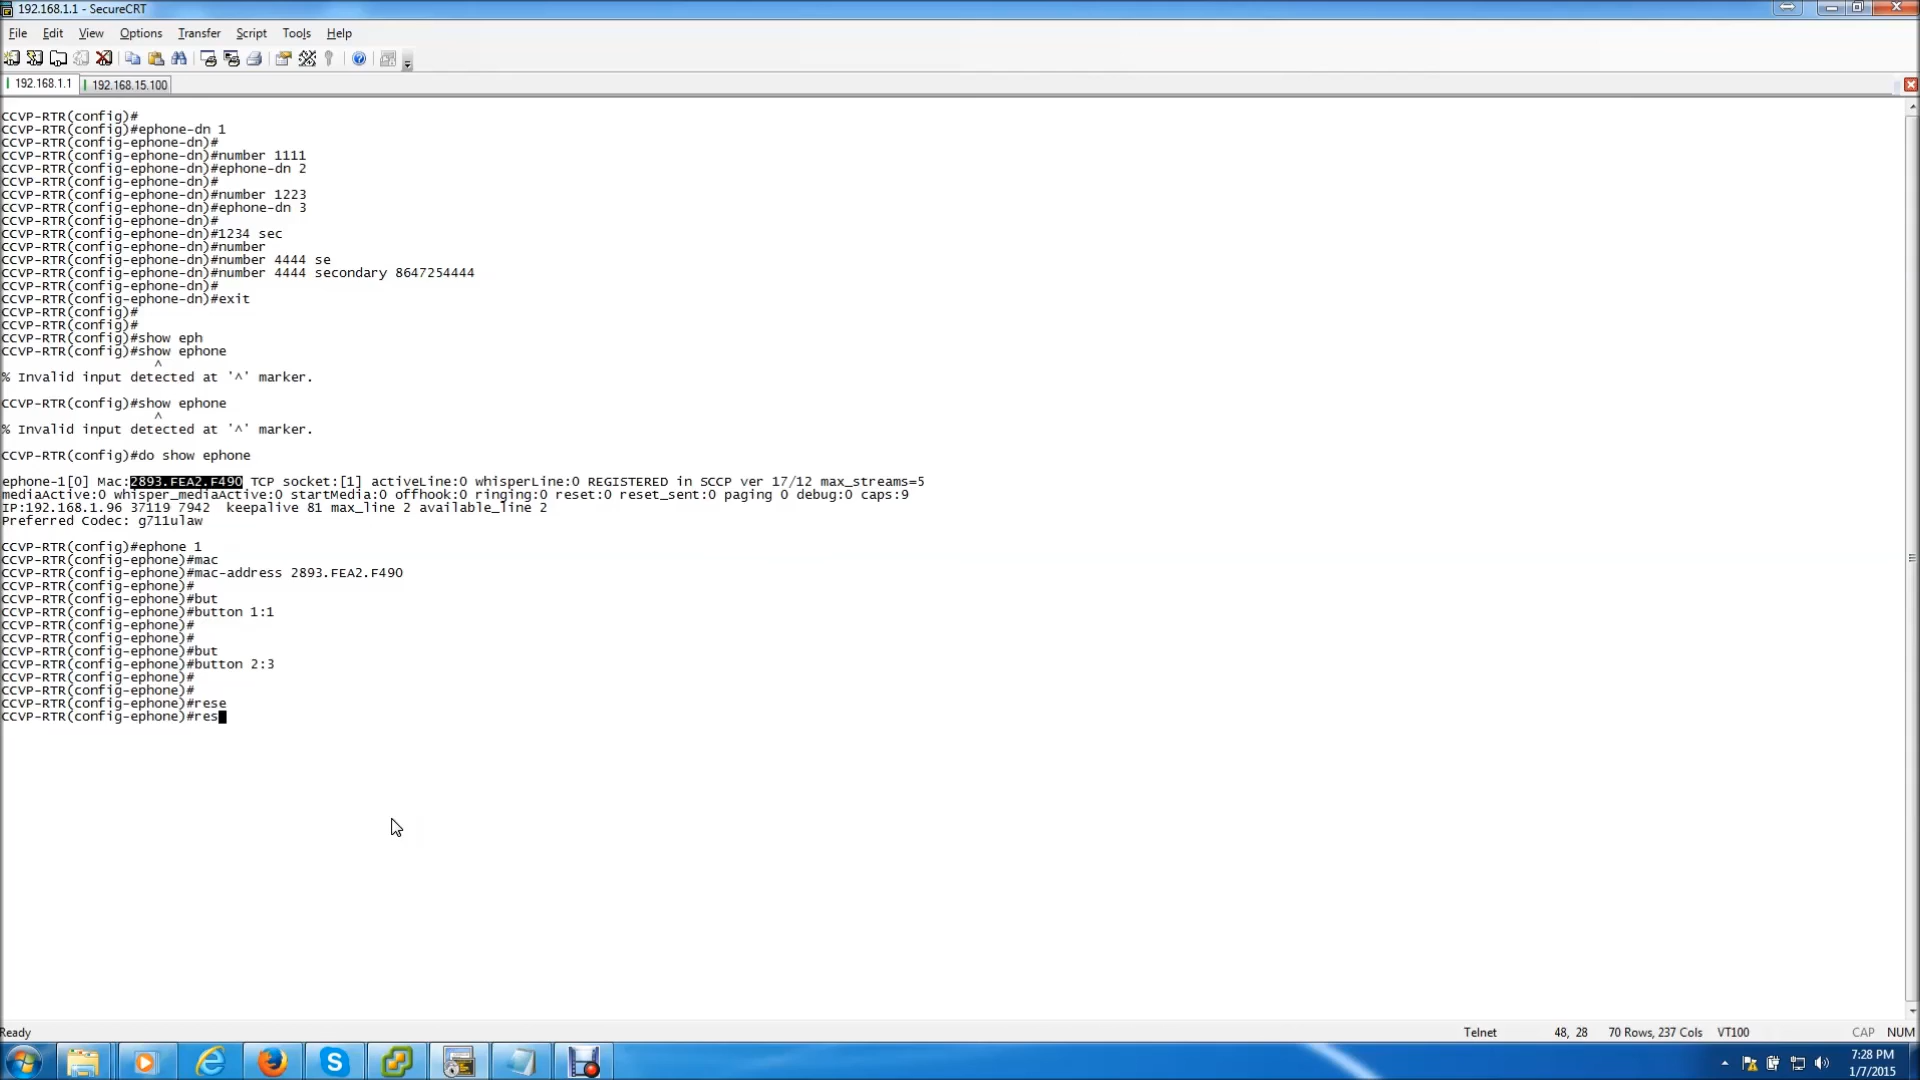 192.168.1.1 - SecureCRT
File Edit View Options Transfer Script Tools Help
192.168.1.1 192.168.15.100
CCVP-RTR(config)#
CCVP-RTR(config)#ephone-dn 1
CCVP-RTR(config-ephone-dn)#
CCVP-RTR(config-ephone-dn)#number 1111
CCVP-RTR(config-ephone-dn)#ephone-dn 2
CCVP-RTR(config-ephone-dn)#
CCVP-RTR(config-ephone-dn)#number 1223
CCVP-RTR(config-ephone-dn)#ephone-dn 3
CCVP-RTR(config-ephone-dn)#
CCVP-RTR(config-ephone-dn)#1234 sec
CCVP-RTR(config-ephone-dn)#number
CCVP-RTR(config-ephone-dn)#number 4444 se
CCVP-RTR(config-ephone-dn)#number 4444 secondary 8647254444
CCVP-RTR(config-ephone-dn)#
CCVP-RTR(config-ephone-dn)#exit
CCVP-RTR(config)#
CCVP-RTR(config)#
CCVP-RTR(config)#show eph
CCVP-RTR(config)#show ephone
^
% Invalid input detected at '^' marker.
CCVP-RTR(config)#show ephone
^
% Invalid input detected at '^' marker.
CCVP-RTR(config)#do show ephone
ephone-1[0] Mac:2893.FEA2.F490 TCP socket:[1] activeLine:0 whisperLine:0 REGISTERED in SCCP ver 17/12 max_streams=5
mediaActive:0 whisper_mediaActive:0 startMedia:0 offhook:0 ringing:0 reset:0 reset_sent:0 paging 0 debug:0 caps:9
IP:192.168.1.96 37119 7942 keepalive 81 max_line 2 available_line 2
Preferred Codec: g711ulaw
CCVP-RTR(config)#ephone 1
CCVP-RTR(config-ephone)#mac
CCVP-RTR(config-ephone)#mac-address 2893.FEA2.F490
CCVP-RTR(config-ephone)#
CCVP-RTR(config-ephone)#but
CCVP-RTR(config-ephone)#button 1:1
CCVP-RTR(config-ephone)#
CCVP-RTR(config-ephone)#
CCVP-RTR(config-ephone)#but
CCVP-RTR(config-ephone)#button 2:3
CCVP-RTR(config-ephone)#
CCVP-RTR(config-ephone)#
CCVP-RTR(config-ephone)#rese
CCVP-RTR(config-ephone)#res
Ready Telnet 48, 28 70 Rows, 237 Cols VT100 CAP NUM
7:28 PM
1/7/2015